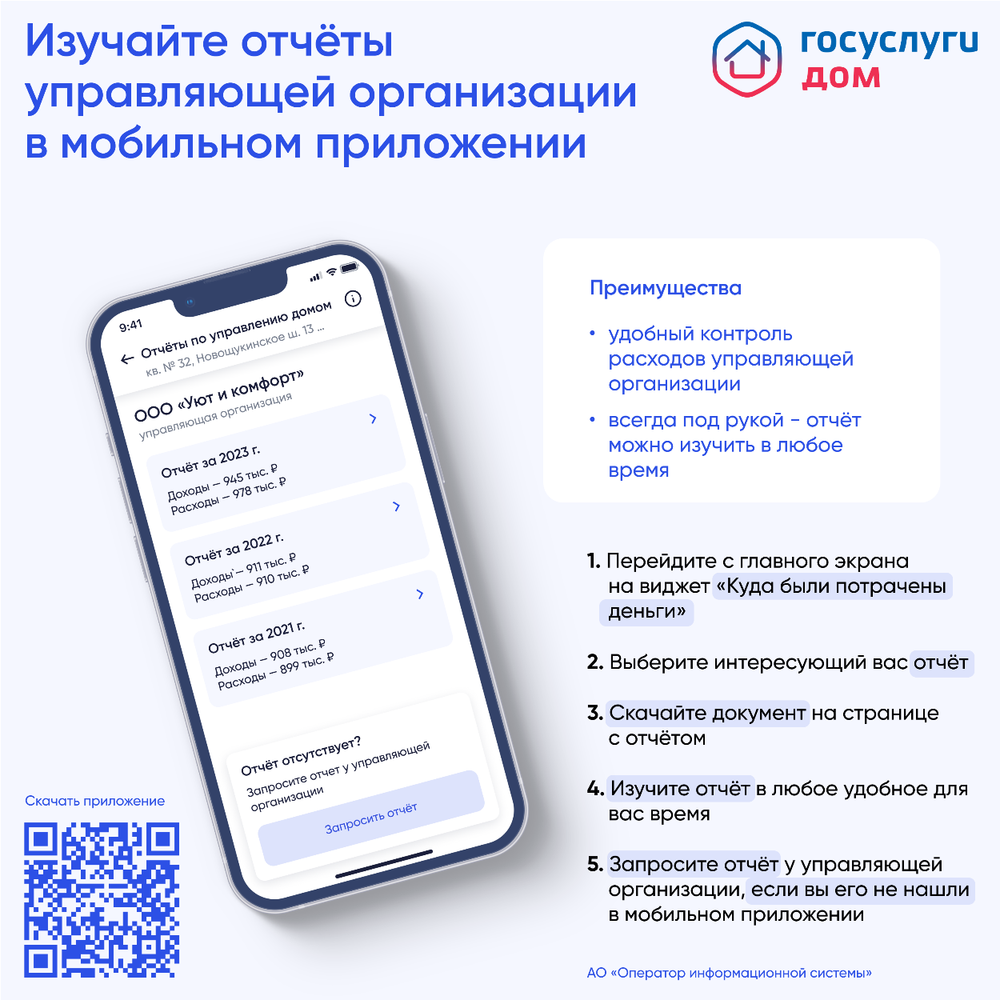 Изучайте отчёты
управляющей организации
в мобильном приложении
госуслуги
дом
9:41
Отчёты по управлению домом
кв. № 32, Новощукинское ш. 13 ...
ООО «Уют и комфорт»
управляющая организация
Отчёт за 2023 г.
Доходы – 945 тыс. ₽
Расходы – 978 тыс. ₽
Отчёт за 2022 г.
Доходы`– 911 тыс. ₽
Расходы – 910 тыс. ₽
Отчёт за 2021 г.
Доходы – 908 тыс. ₽
Расходы – 899 тыс. ₽
Отчёт отсутствует?
Запросите отчет у управляющей
организации
Запросить отчёт
Скачать приложение
Преимущества
• удобный контроль
расходов управляющей
организации
• всегда под рукой - отчёт
можно изучить в любое
время
1. Перейдите с главного экрана
на виджет «Куда были потрачены
деньги»
2. Выберите интересующий вас отчёт
3. Скачайте документ на странице
с отчётом
4. Изучите отчёт в любое удобное для
вас время
5. Запросите отчёт у управляющей
организации, если вы его не нашли
в мобильном приложении
АО «Оператор информационной системы»